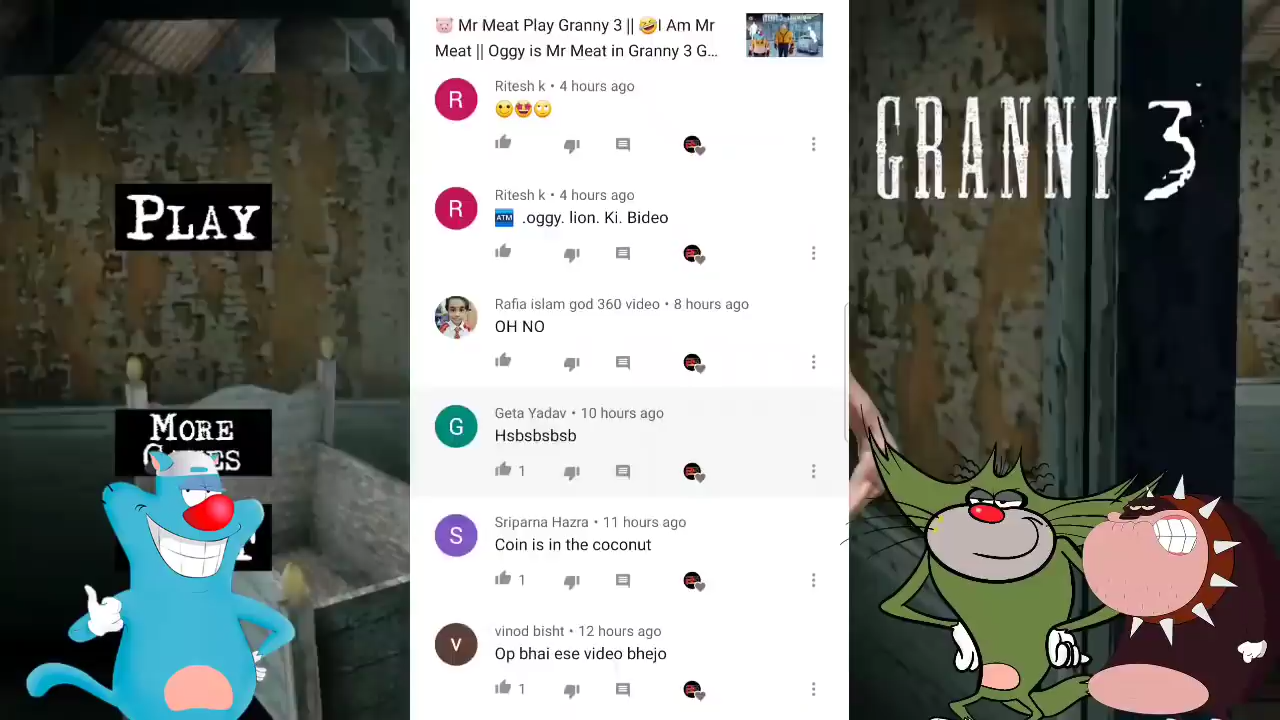 🐷 Mr Meat Play Granny 3 || 🤣I Am Mr
Meat || Oggy is Mr Meat in Granny 3 G...
Ritesh k • 4 hours ago
🙂🤩🙄
Ritesh k • 4 hours ago
🏧 .oggy. lion. Ki. Bideo
Rafia islam god 360 video • 8 hours ago
OH NO
Geta Yadav • 10 hours ago
Hsbsbsbsb
1
Sriparna Hazra • 11 hours ago
Coin is in the coconut
1
vinod bisht • 12 hours ago
Op bhai ese video bhejo
1
R
R
G
S
V
PLAY
MORE
GRANNY 3